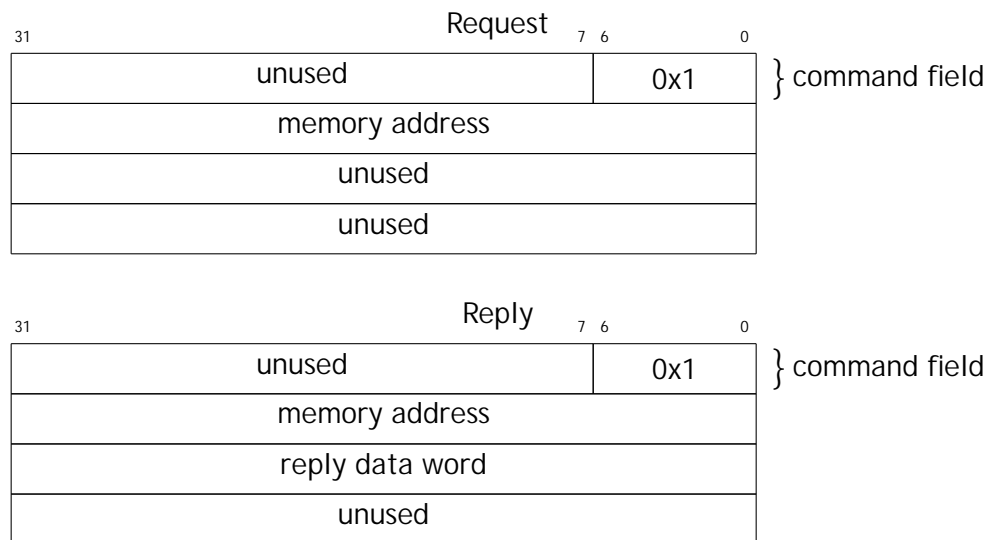 Request
31 7 6 0
unused 0x1 } command field
memory address
unused
unused
Reply
31 7 6 0
unused 0x1 } command field
memory address
reply data word
unused